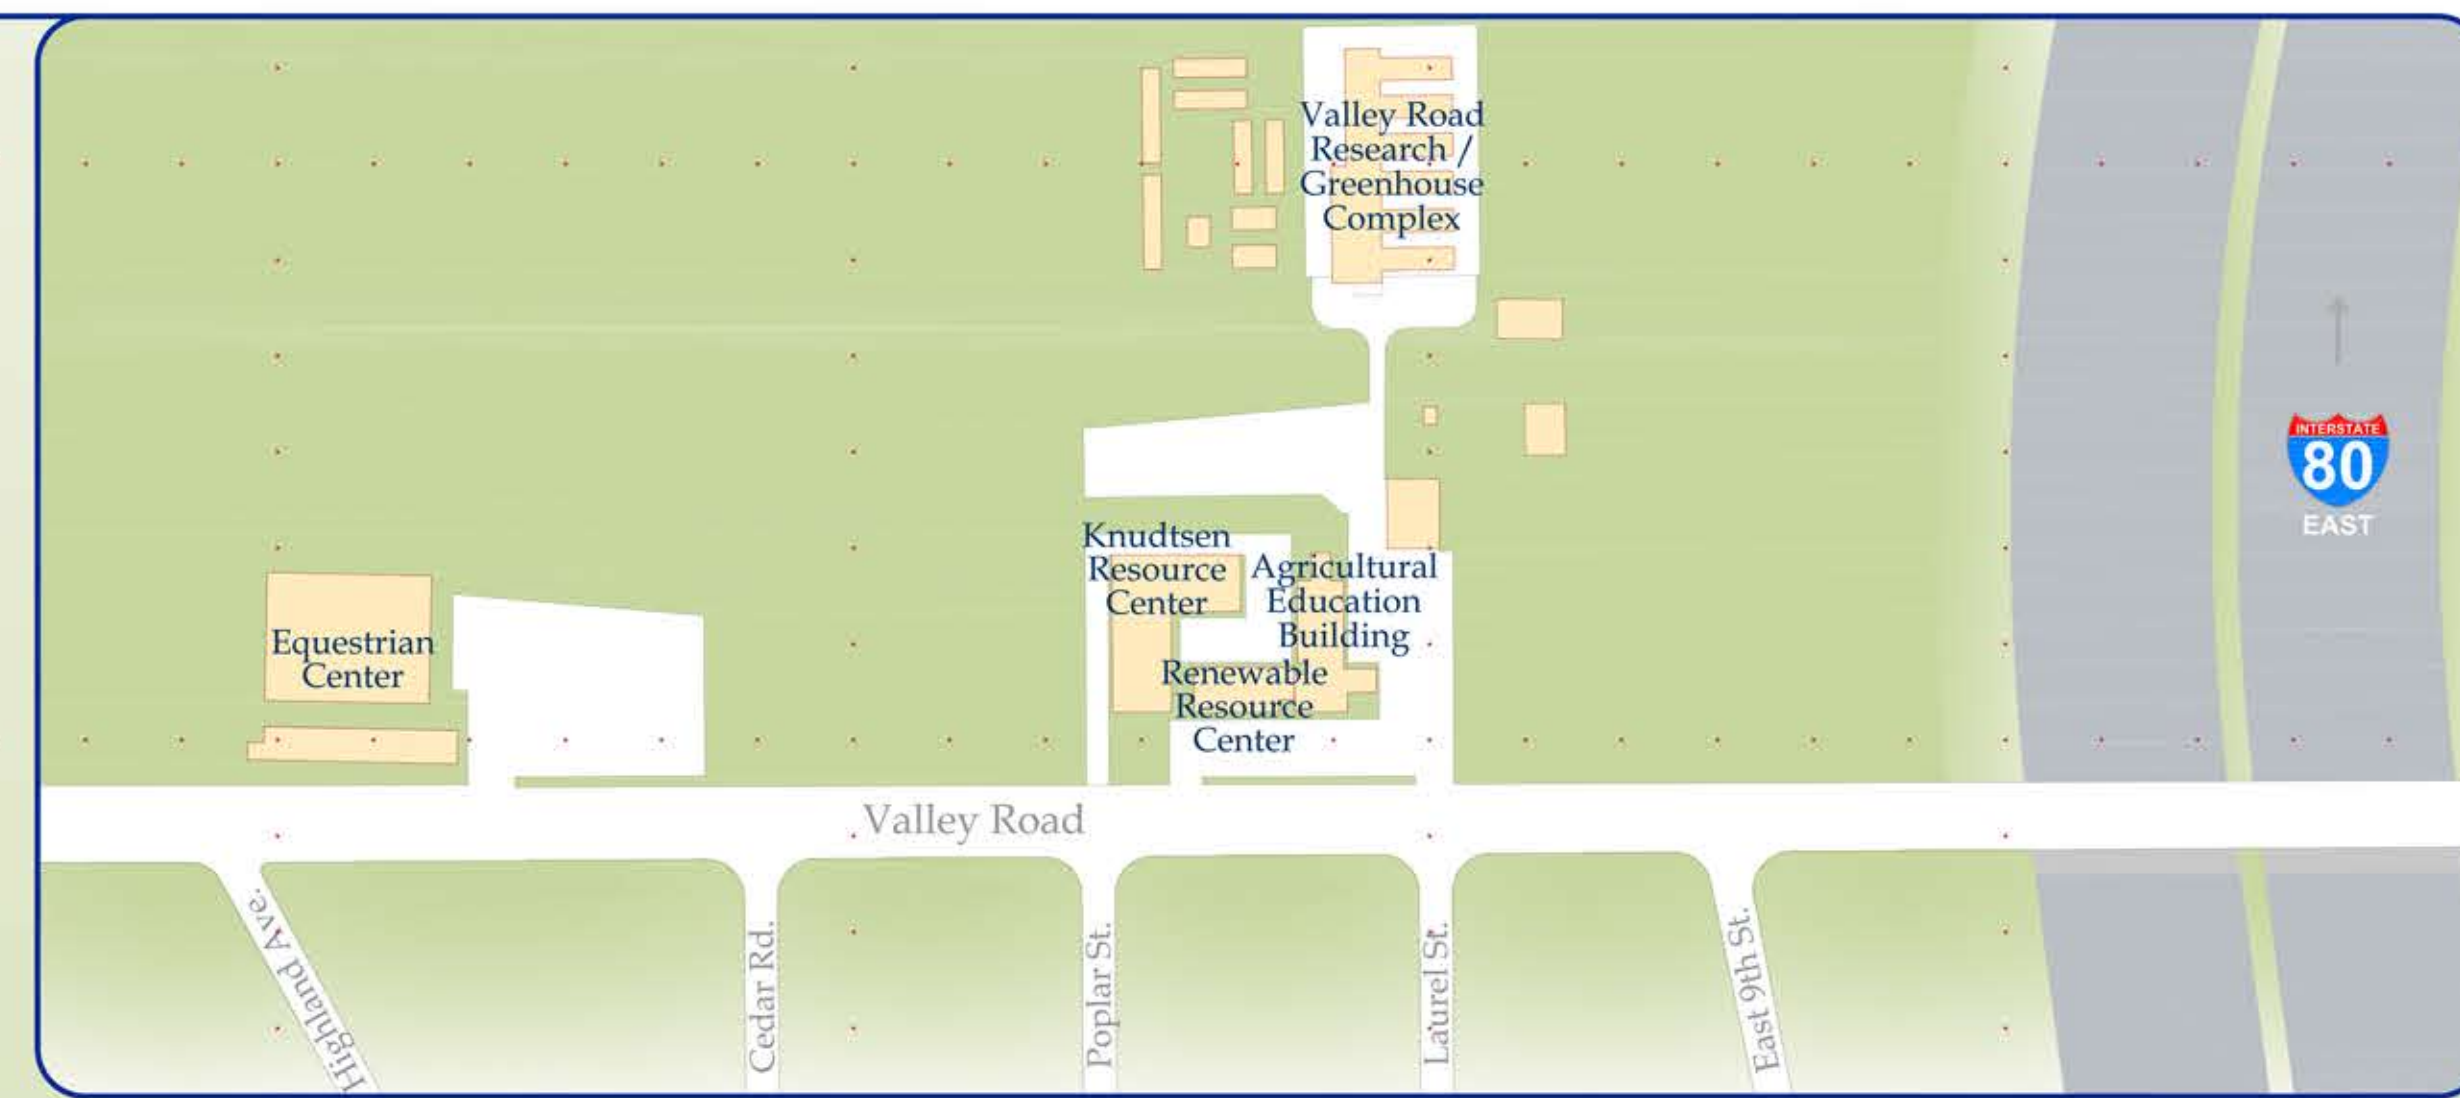 Valley Road
Research /
Greenhouse
Complex
INTERSTATE
80
EAST
Knudtsen
Resource
Center
Agricultural
Education
Building
Equestrian
Center
Renewable
Resource
Center
Valley Road
Highland Ave.
Cedar Rd.
Poplar St.
Laurel St.
East 9th St.